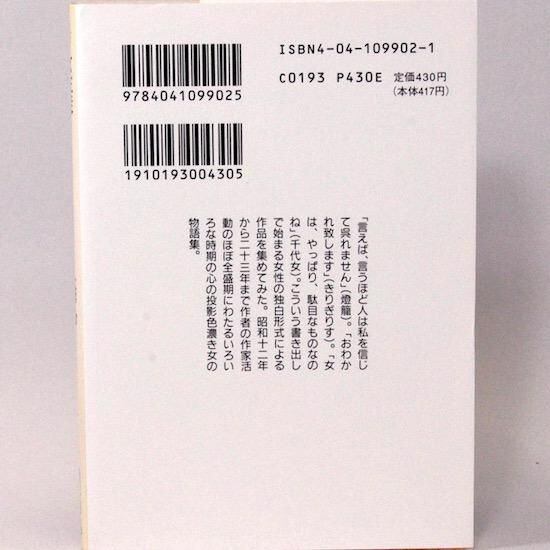 ISBN4-04-109902-1
C0193 P430E 定価430円
(本体417円)
9784041099025
1910193004305
「言えば、言うほど人は私を信じ
て呉れません」(燈籠)。「おわか
れ致します」(きりぎりす)。「女
は、やっぱり、駄目なものなの
ね」(千代女)。こういう書き出し
で始まる女性の独白形式による
作品を集めてみた。昭和十二年
から二十三年まで作者の作家活
動のほぼ全盛期にわたるいろい
ろな時期の心の投影色濃き女の
物語集。